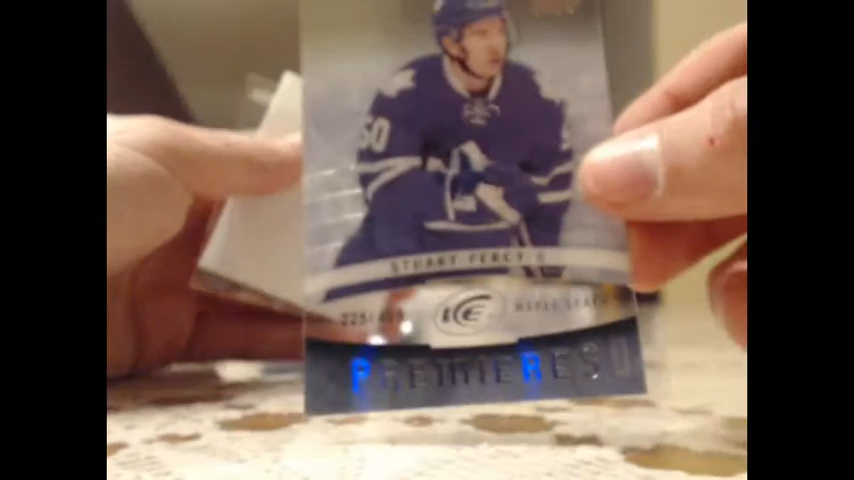 50
STUART PERCY D
ICE
MAPLE LEAFS
PREMIERES